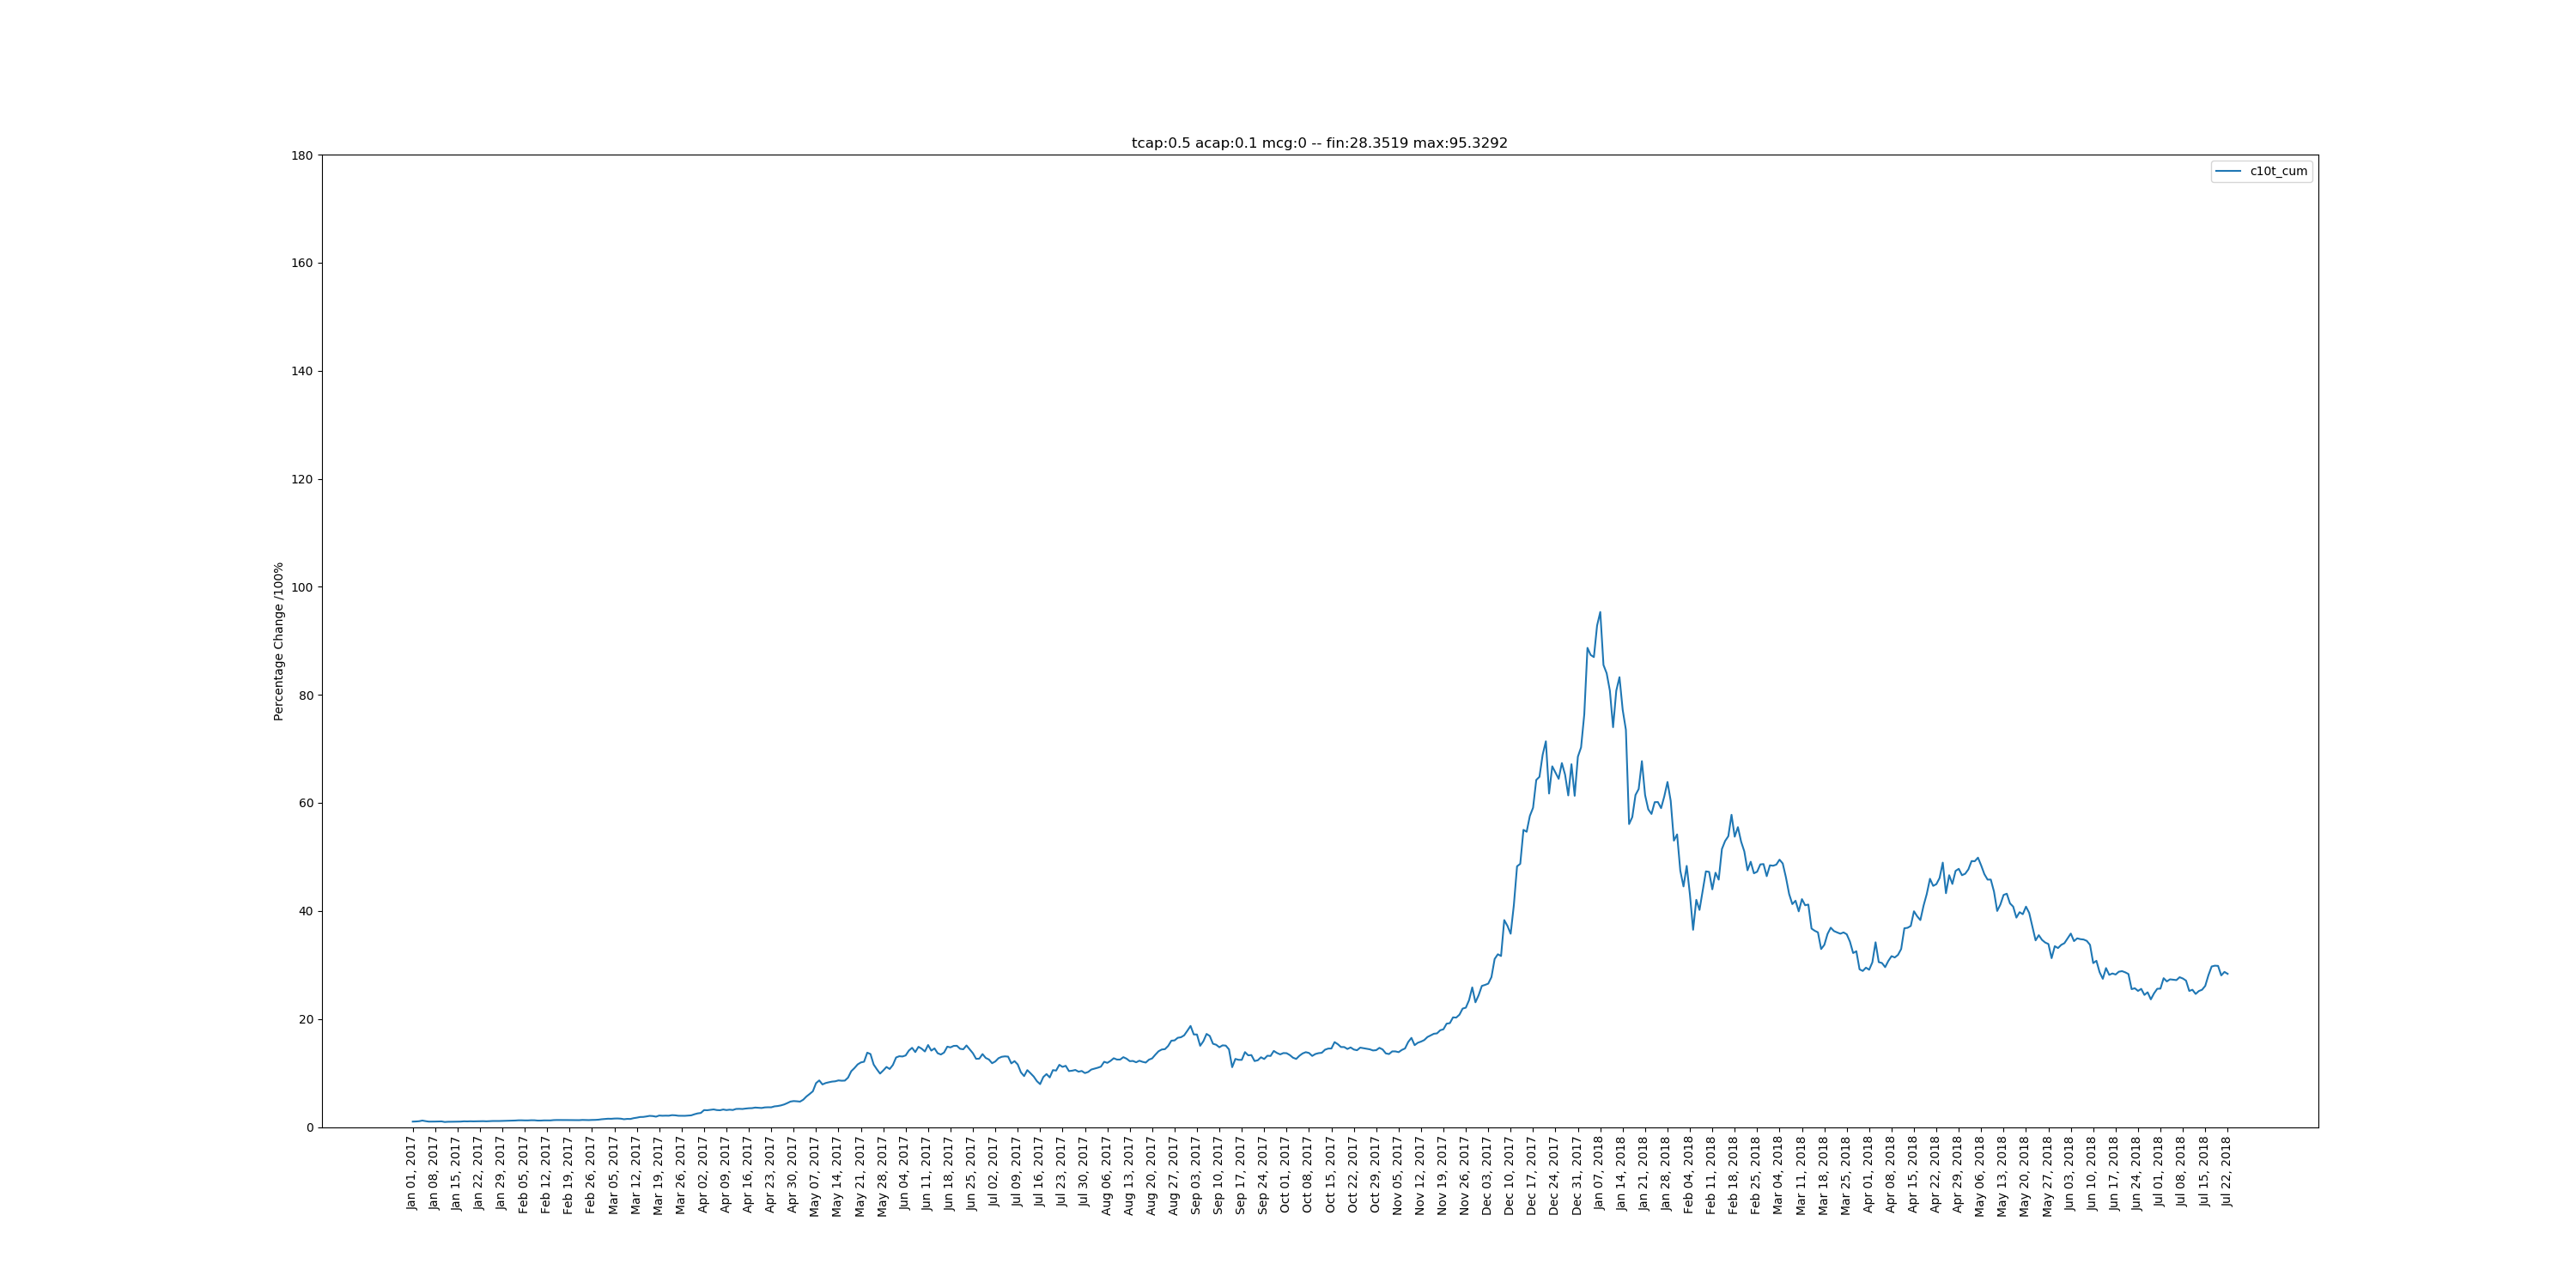 tcap:0.5 acap:0.1 mcg:0 -- fin:28.3519 max:95.3292
c10t_cum
Percentage Change /100%
180
160
140
120
100
80
60
40
20
0
Jan 01, 2017
Jan 08, 2017
Jan 15, 2017
Jan 22, 2017
Jan 29, 2017
Feb 05, 2017
Feb 12, 2017
Feb 19, 2017
Feb 26, 2017
Mar 05, 2017
Mar 12, 2017
Mar 19, 2017
Mar 26, 2017
Apr 02, 2017
Apr 09, 2017
Apr 16, 2017
Apr 23, 2017
Apr 30, 2017
May 07, 2017
May 14, 2017
May 21, 2017
May 28, 2017
Jun 04, 2017
Jun 11, 2017
Jun 18, 2017
Jun 25, 2017
Jul 02, 2017
Jul 09, 2017
Jul 16, 2017
Jul 23, 2017
Jul 30, 2017
Aug 06, 2017
Aug 13, 2017
Aug 20, 2017
Aug 27, 2017
Sep 03, 2017
Sep 10, 2017
Sep 17, 2017
Sep 24, 2017
Oct 01, 2017
Oct 08, 2017
Oct 15, 2017
Oct 22, 2017
Oct 29, 2017
Nov 05, 2017
Nov 12, 2017
Nov 19, 2017
Nov 26, 2017
Dec 03, 2017
Dec 10, 2017
Dec 17, 2017
Dec 24, 2017
Dec 31, 2017
Jan 07, 2018
Jan 14, 2018
Jan 21, 2018
Jan 28, 2018
Feb 04, 2018
Feb 11, 2018
Feb 18, 2018
Feb 25, 2018
Mar 04, 2018
Mar 11, 2018
Mar 18, 2018
Mar 25, 2018
Apr 01, 2018
Apr 08, 2018
Apr 15, 2018
Apr 22, 2018
Apr 29, 2018
May 06, 2018
May 13, 2018
May 20, 2018
May 27, 2018
Jun 03, 2018
Jun 10, 2018
Jun 17, 2018
Jun 24, 2018
Jul 01, 2018
Jul 08, 2018
Jul 15, 2018
Jul 22, 2018